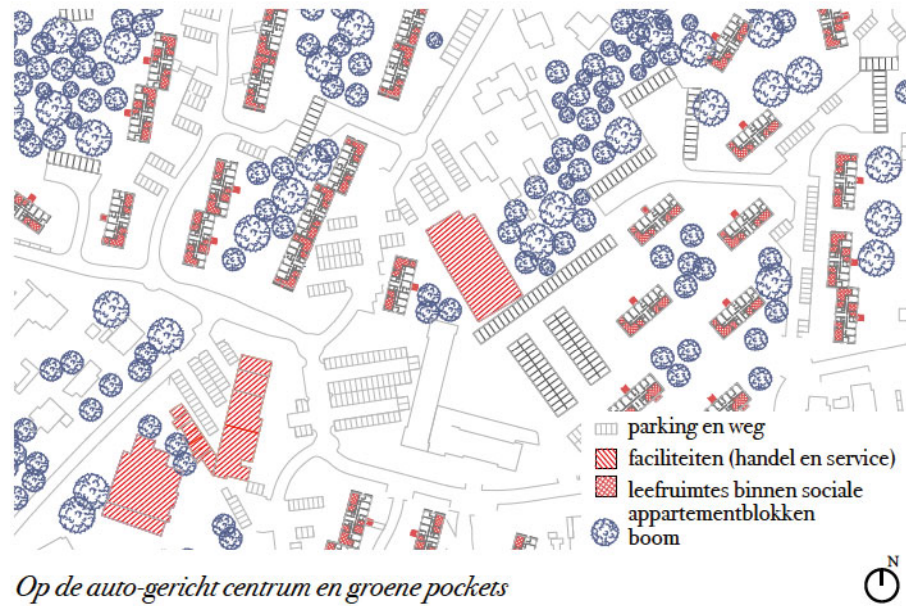 parking en weg
faciliteiten (handel en service)
leefruimtes binnen sociale
appartementblokken
boom
Op de auto-gericht centrum en groene pockets
N